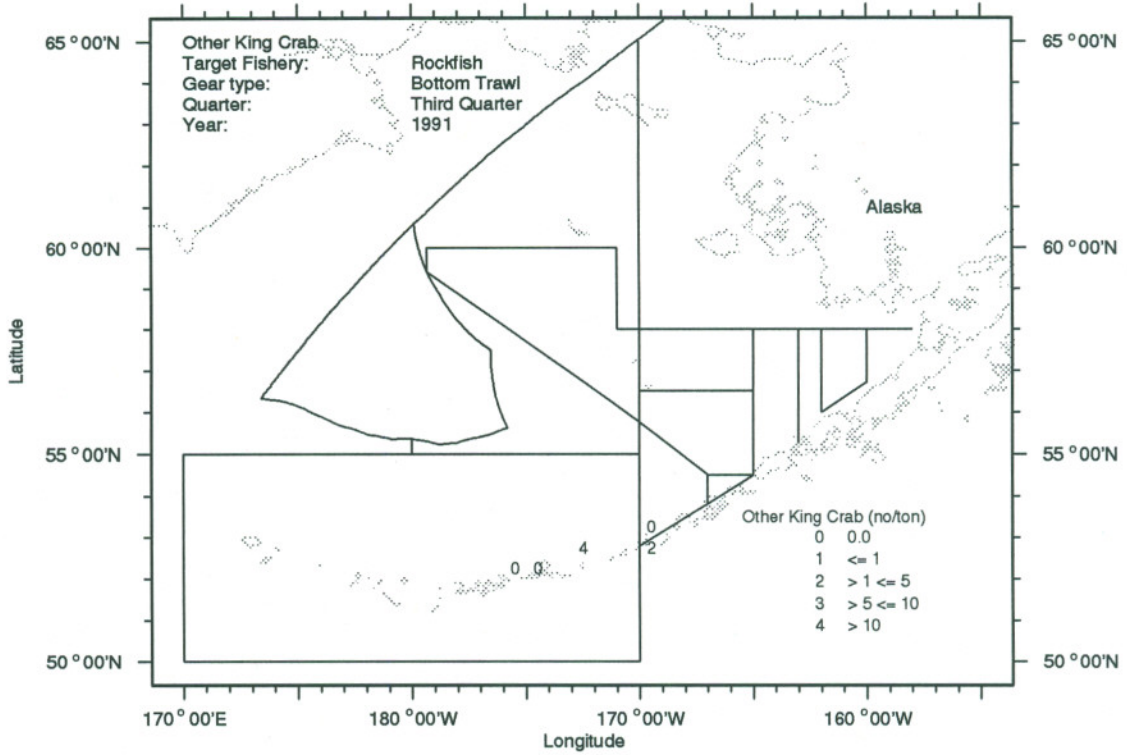 65°00'N
65°00'N
Other King Crab
Target Fishery: Rockfish
Gear type: Bottom Trawl
Quarter: Third Quarter
Year: 1991
Alaska
60°00'N
60°00'N
Latitude
55°00'N
55°00'N
0
4
2
0 0
Other King Crab (no/ton)
0 0.0
1 <= 1
2 > 1 <= 5
3 > 5 <= 10
4 > 10
50°00'N
50°00'N
170°00'E
180°00'W
170°00'W
160°00'W
Longitude